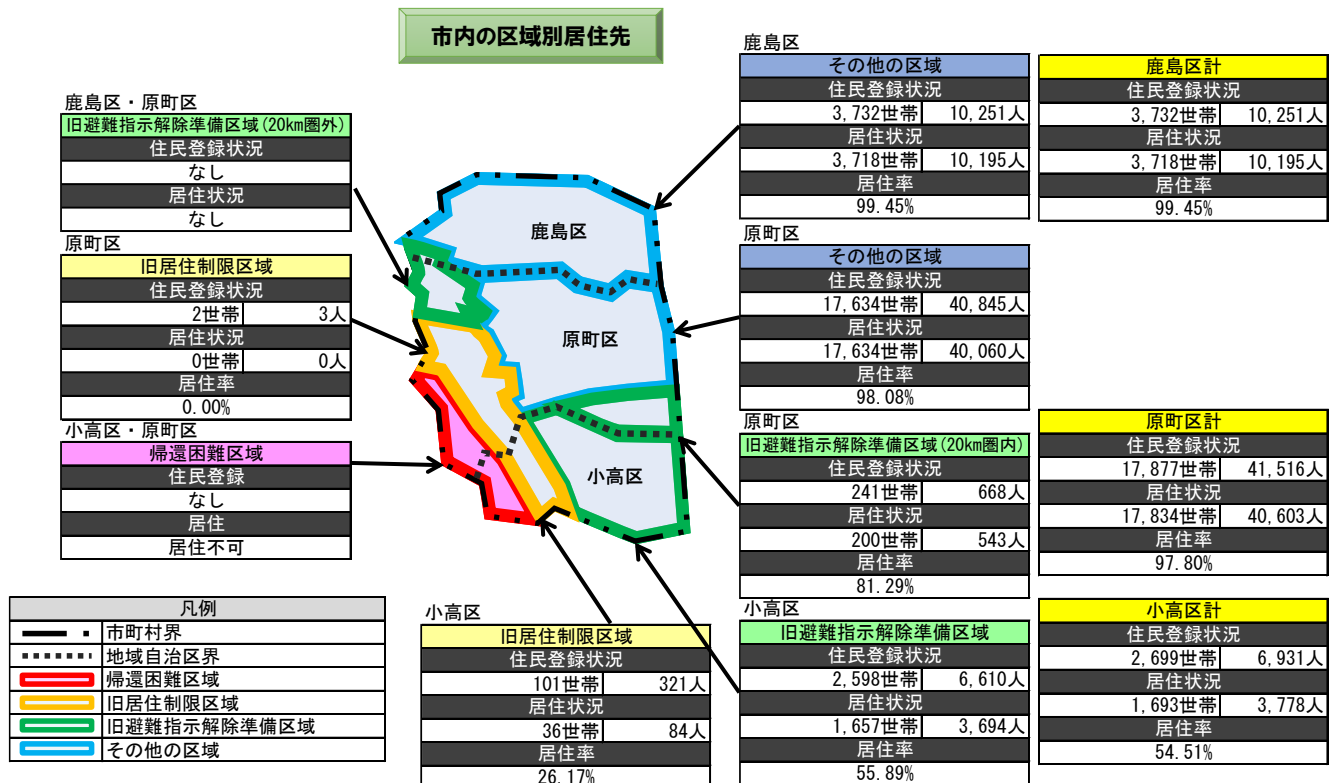 市内の区域別居住先
鹿島区・原町区
旧避難指示解除準備区域(20km圏外)
住民登録状況
なし
居住状況
なし
原町区
旧居住制限区域
住民登録状況
2世帯 3人
居住状況
0世帯 0人
居住率
0.00%
小高区・原町区
帰還困難区域
住民登録
なし
居住
居住不可
鹿島区
原町区
小高区
鹿島区
その他の区域
住民登録状況
3,732世帯 10,251人
居住状況
3,718世帯 10,195人
居住率
99.45%
鹿島区計
住民登録状況
3,732世帯 10,251人
居住状況
3,718世帯 10,195人
居住率
99.45%
原町区
その他の区域
住民登録状況
17,634世帯 40,845人
居住状況
17,634世帯 40,060人
居住率
98.08%
原町区
旧避難指示解除準備区域(20km圏内)
住民登録状況
241世帯 668人
居住状況
200世帯 543人
居住率
81.29%
原町区計
住民登録状況
17,877世帯 41,516人
居住状況
17,834世帯 40,603人
居住率
97.80%
凡例
市町村界
地域自治区界
帰還困難区域
旧居住制限区域
旧避難指示解除準備区域
その他の区域
小高区
旧居住制限区域
住民登録状況
101世帯 321人
居住状況
36世帯 84人
居住率
26.17%
小高区
旧避難指示解除準備区域
住民登録状況
2,598世帯 6,610人
居住状況
1,657世帯 3,694人
居住率
55.89%
小高区計
住民登録状況
2,699世帯 6,931人
居住状況
1,693世帯 3,778人
居住率
54.51%